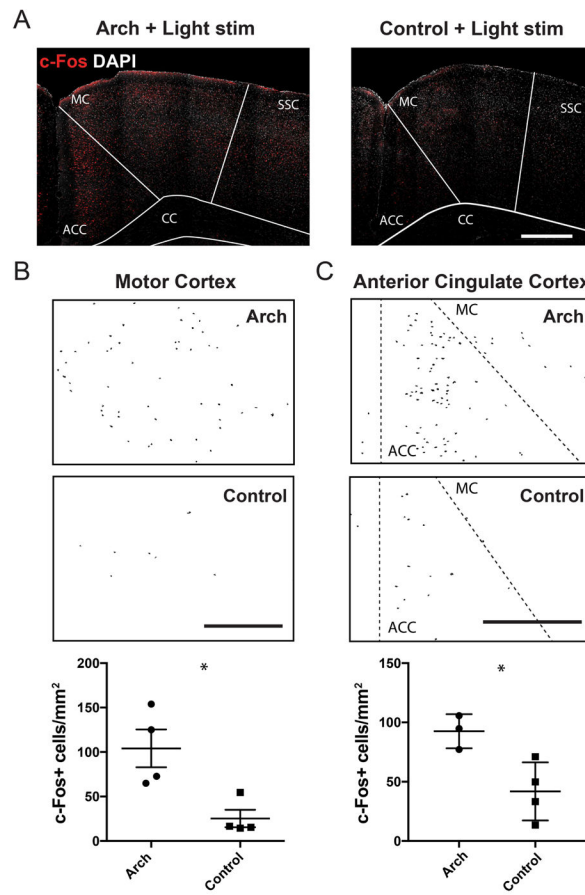 A
Arch + Light stim
Control + Light stim
c-Fos DAPI
MC
SSC
ACC
CC
MC
SSC
ACC
CC
B
Motor Cortex
Arch
Control
c-Fos+ cells/mm²
200
150
100
50
0
*
Arch
Control
C
Anterior Cingulate Cortex
MC
Arch
ACC
MC
Control
ACC
c-Fos+ cells/mm²
150
100
50
0
*
Arch
Control